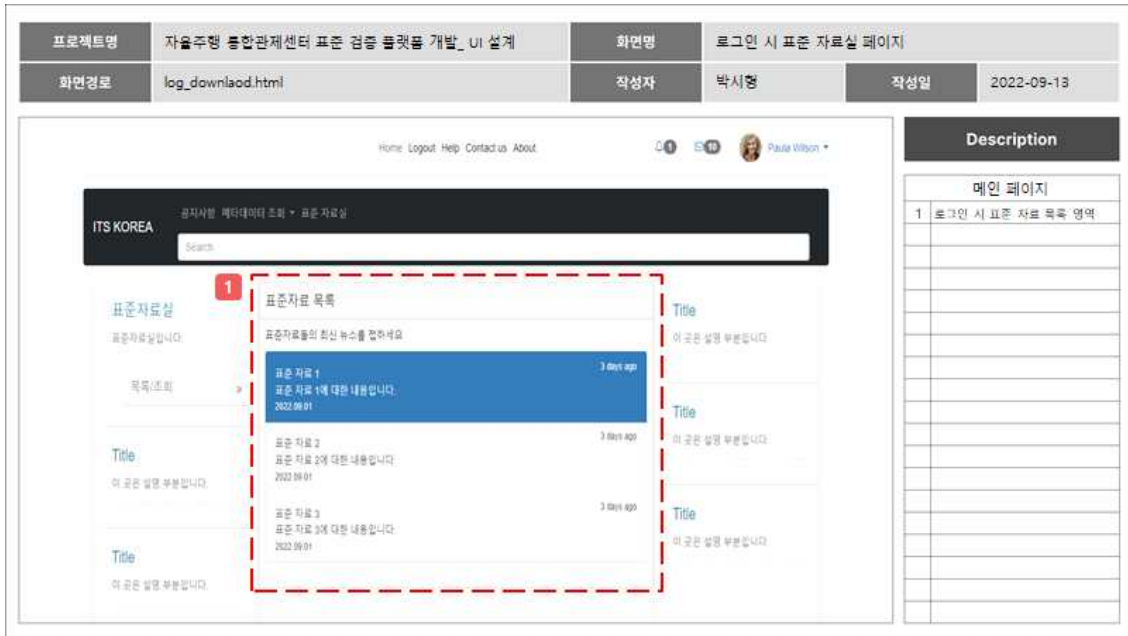 프로젝트명 자율주행 통합관제센터 표준 검증 플랫폼 개발_ UI 설계 화면명 로그인 시 표준 자료실 페이지
화면경로 log_downlaod.html 작성자 박시형 작성일 2022-09-13
Home Logout Help Contact us About 1 10 Paula Wilson
ITS KOREA
공지사항 메타데이터 조회 표준 자료실
Search
표준자료실
표준자료실입니다.
목록/조회 »
Title
이 곳은 설명 부분입니다.
Title
이 곳은 설명 부분입니다.
1
표준자료 목록
표준자료들의 최신 뉴스를 접하세요
표준 자료 1 3 days ago
표준 자료 1에 대한 내용입니다.
2022.09.01
표준 자료 2 3 days ago
표준 자료 2에 대한 내용입니다.
2022.09.01
표준 자료 3 3 days ago
표준 자료 3에 대한 내용입니다.
2022.09.01
Title
이 곳은 설명 부분입니다.
Title
이 곳은 설명 부분입니다.
Title
이 곳은 설명 부분입니다.
Description
메인 페이지
1 로그인 시 표준 자료 목록 영역